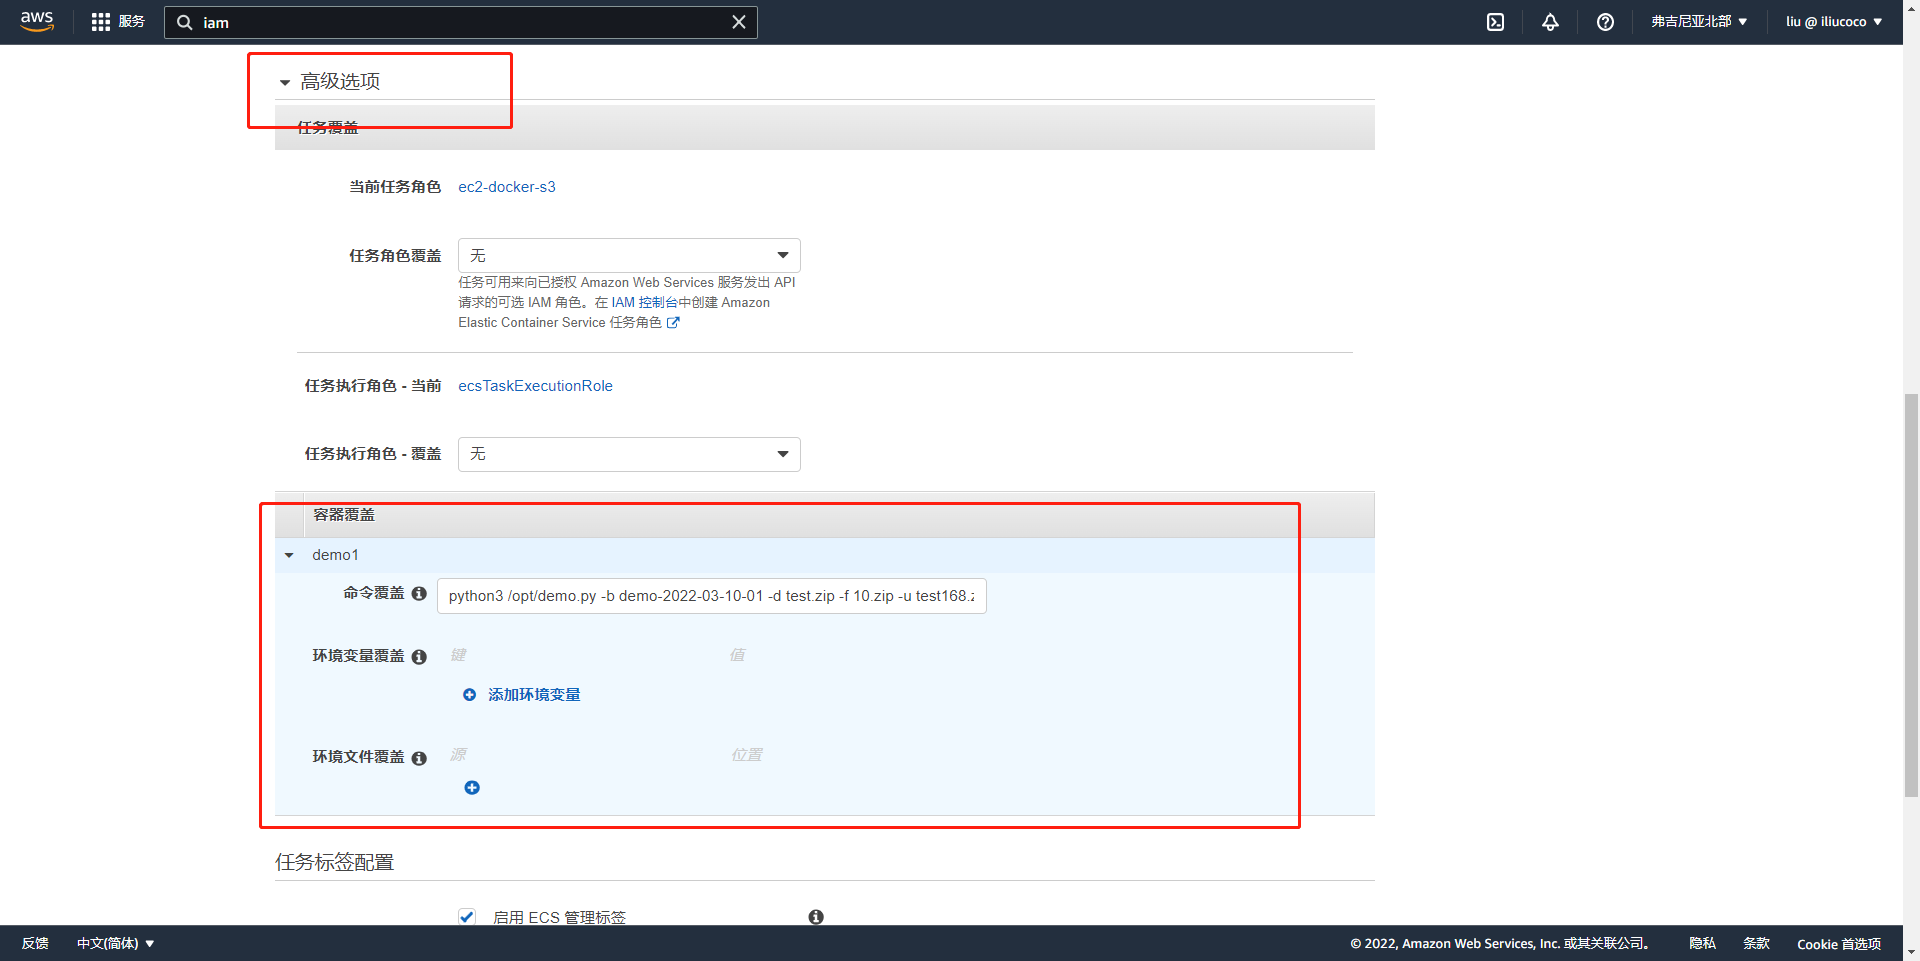 aws 服务 iam 弗吉尼亚北部 liu @ iliucoco
高级选项
任务覆盖
当前任务角色 ec2-docker-s3
任务角色覆盖 无
任务可用来向已授权 Amazon Web Services 服务发出 API
请求的可选 IAM 角色。在 IAM 控制台中创建 Amazon
Elastic Container Service 任务角色
任务执行角色 - 当前 ecsTaskExecutionRole
任务执行角色 - 覆盖 无
容器覆盖
demo1
命令覆盖 python3 /opt/demo.py -b demo-2022-03-10-01 -d test.zip -f 10.zip -u test168.z
环境变量覆盖 键 值
添加环境变量
环境文件覆盖 源 位置
任务标签配置
启用 ECS 管理标签
反馈 中文(简体) © 2022, Amazon Web Services, Inc. 或其关联公司。 隐私 条款 Cookie 首选项